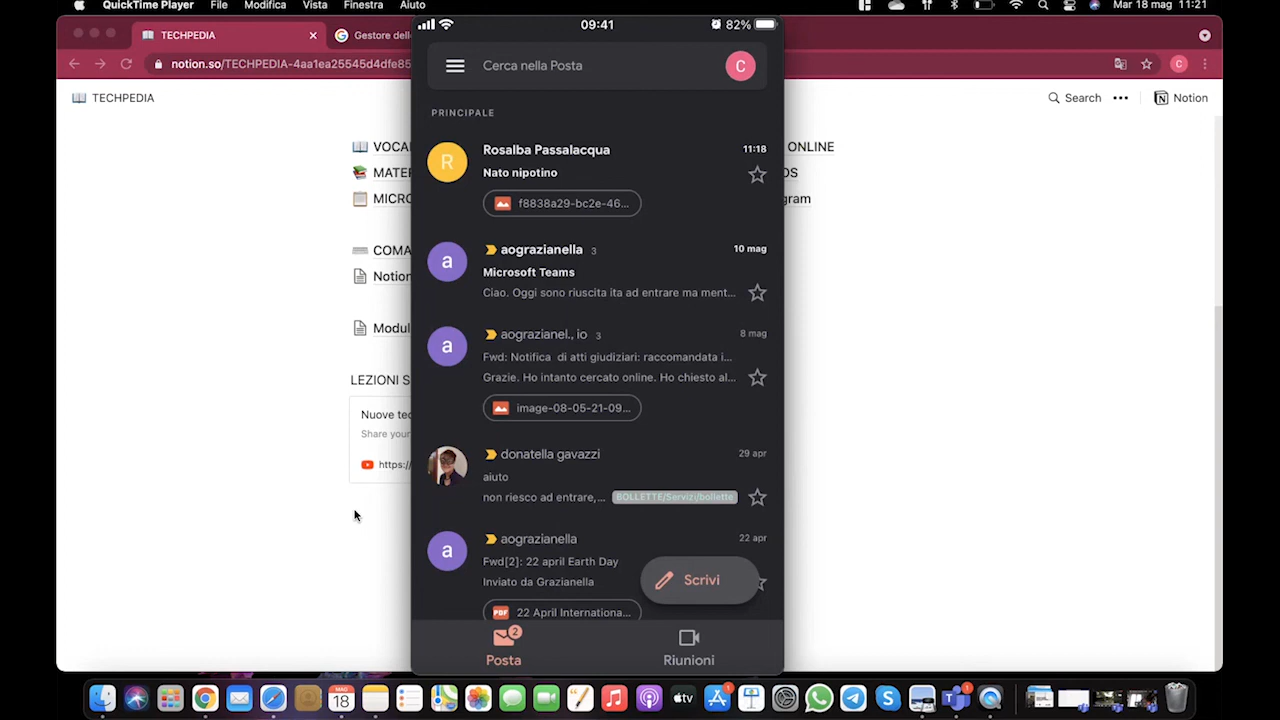 QuickTime Player File Modifica Vista Finestra Aiuto Mar 18 mag 11:21
TECHPEDIA
Gestore dell
notion.so/TECHPEDIA-4aa1ea25545d4dfe85
TECHPEDIA
Search ••• Notion
VOCA
MATE
MICRO
COMA
Notion
Modul
LEZIONI S
Nuove tec
Share your
https:/
ONLINE
OS
gram
09:41 82%
Cerca nella Posta
C
PRINCIPALE
R
Rosalba Passalacqua 11:18
Nato nipotino
f8838a29-bc2e-46...
a
aograzianella 3 10 mag
Microsoft Teams
Ciao. Oggi sono riuscita ita ad entrare ma ment...
a
aograzianel., io 3 8 mag
Fwd: Notifica di atti giudiziari: raccomandata i...
Grazie. Ho intanto cercato online. Ho chiesto al...
image-08-05-21-09...
donatella gavazzi 29 apr
aiuto
non riesco ad entrare,... BOLLETTE/Servizi/bollette
a
aograzianella 22 apr
Fwd[2]: 22 april Earth Day
Inviato da Grazianella
PDF 22 April Internationa...
Scrivi
2
Posta Riunioni
MAG
18
tv
1
1